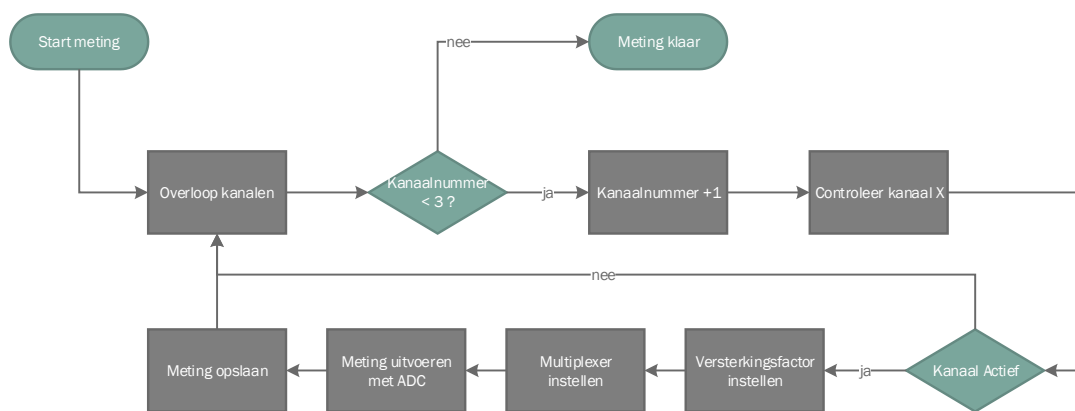 Start meting
nee
Meting klaar
Overloop kanalen
Kanaalnummer
< 3 ?
ja
Kanaalnummer +1
Controleer kanaal X
nee
Meting opslaan
Meting uitvoeren
met ADC
Multiplexer
instellen
Versterkingsfactor
instellen
ja
Kanaal Actief